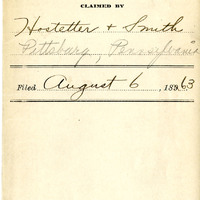 CLAIMED BY
Hostetter & Smith
Pittsburg, Pennsylvania
Filed August 6, 1863